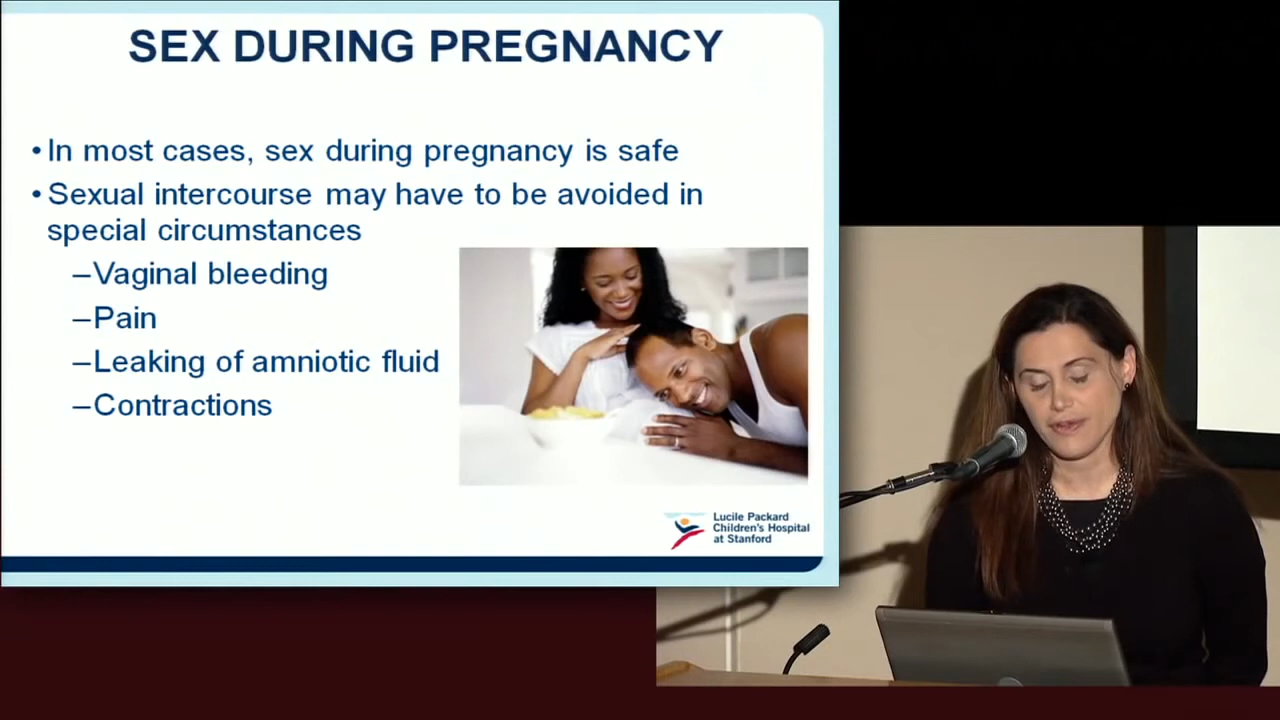 SEX DURING PREGNANCY
•In most cases, sex during pregnancy is safe
•Sexual intercourse may have to be avoided in
special circumstances
–Vaginal bleeding
–Pain
–Leaking of amniotic fluid
–Contractions
Lucile Packard
Children's Hospital
at Stanford